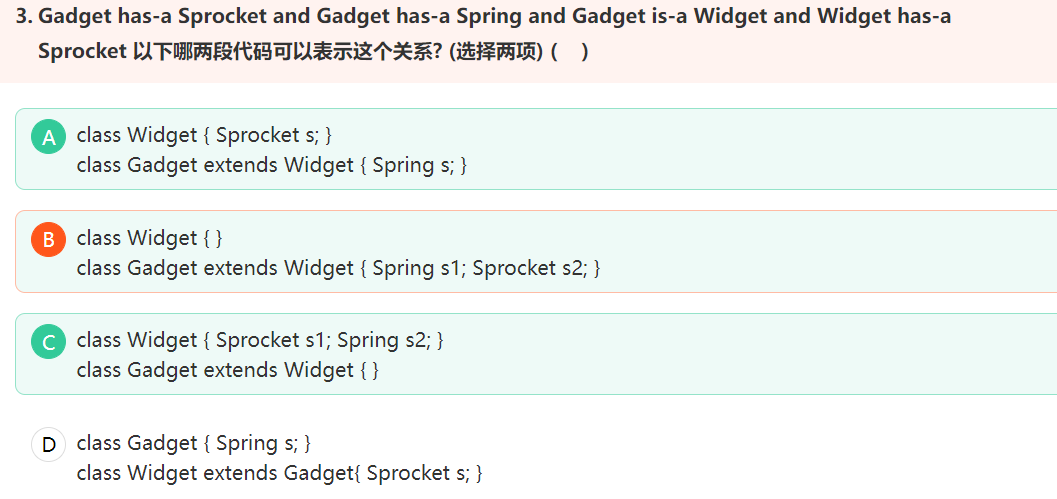 3. Gadget has-a Sprocket and Gadget has-a Spring and Gadget is-a Widget and Widget has-a
Sprocket 以下哪两段代码可以表示这个关系? (选择两项) (    )
A
class Widget { Sprocket s; }
class Gadget extends Widget { Spring s; }
B
class Widget { }
class Gadget extends Widget { Spring s1; Sprocket s2; }
C
class Widget { Sprocket s1; Spring s2; }
class Gadget extends Widget { }
D
class Gadget { Spring s; }
class Widget extends Gadget{ Sprocket s; }